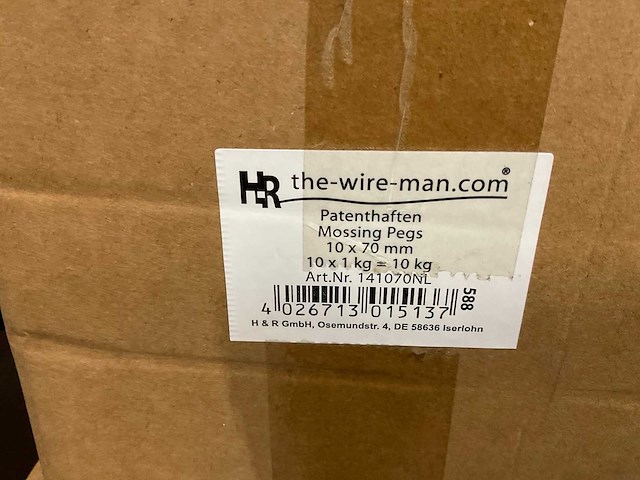 HR the-wire-man.com®
Patenthaften
Mossing Pegs
10 x 70 mm
10 x 1 kg = 10 kg
Art.Nr. 141070NL
588
4 026713 015137
H & R GmbH, Osemundstr. 4, DE 58636 Iserlohn